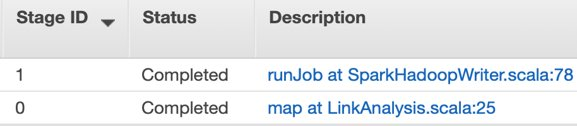 Stage ID Status Description
1 Completed runJob at SparkHadoopWriter.scala:78
0 Completed map at LinkAnalysis.scala:25